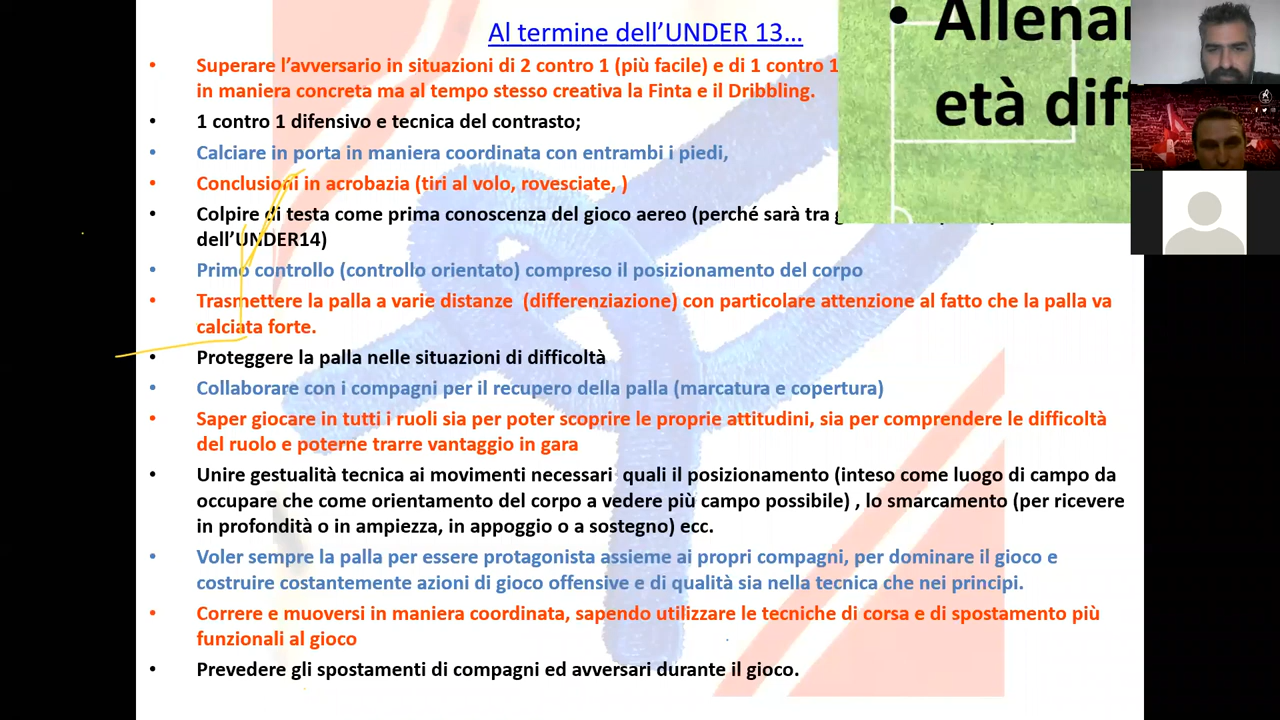 Al termine dell'UNDER 13...
• Allenar
età dif
• Superare l'avversario in situazioni di 2 contro 1 (più facile) e di 1 contro 1
in maniera concreta ma al tempo stesso creativa la Finta e il Dribbling.
• 1 contro 1 difensivo e tecnica del contrasto;
• Calciare in porta in maniera coordinata con entrambi i piedi,
• Conclusioni in acrobazia (tiri al volo, rovesciate, )
• Colpire di testa come prima conoscenza del gioco aereo (perché sarà tra
dell'UNDER14)
• Primo controllo (controllo orientato) compreso il posizionamento del corpo
• Trasmettere la palla a varie distanze (differenziazione) con particolare attenzione al fatto che la palla va
calciata forte.
• Proteggere la palla nelle situazioni di difficoltà
• Collaborare con i compagni per il recupero della palla (marcatura e copertura)
• Saper giocare in tutti i ruoli sia per poter scoprire le proprie attitudini, sia per comprendere le difficoltà
del ruolo e poterne trarre vantaggio in gara
• Unire gestualità tecnica ai movimenti necessari quali il posizionamento (inteso come luogo di campo da
occupare che come orientamento del corpo a vedere più campo possibile) , lo smarcamento (per ricevere
in profondità o in ampiezza, in appoggio o a sostegno) ecc.
• Voler sempre la palla per essere protagonista assieme ai propri compagni, per dominare il gioco e
costruire costantemente azioni di gioco offensive e di qualità sia nella tecnica che nei principi.
• Correre e muoversi in maniera coordinata, sapendo utilizzare le tecniche di corsa e di spostamento più
funzionali al gioco
• Prevedere gli spostamenti di compagni ed avversari durante il gioco.